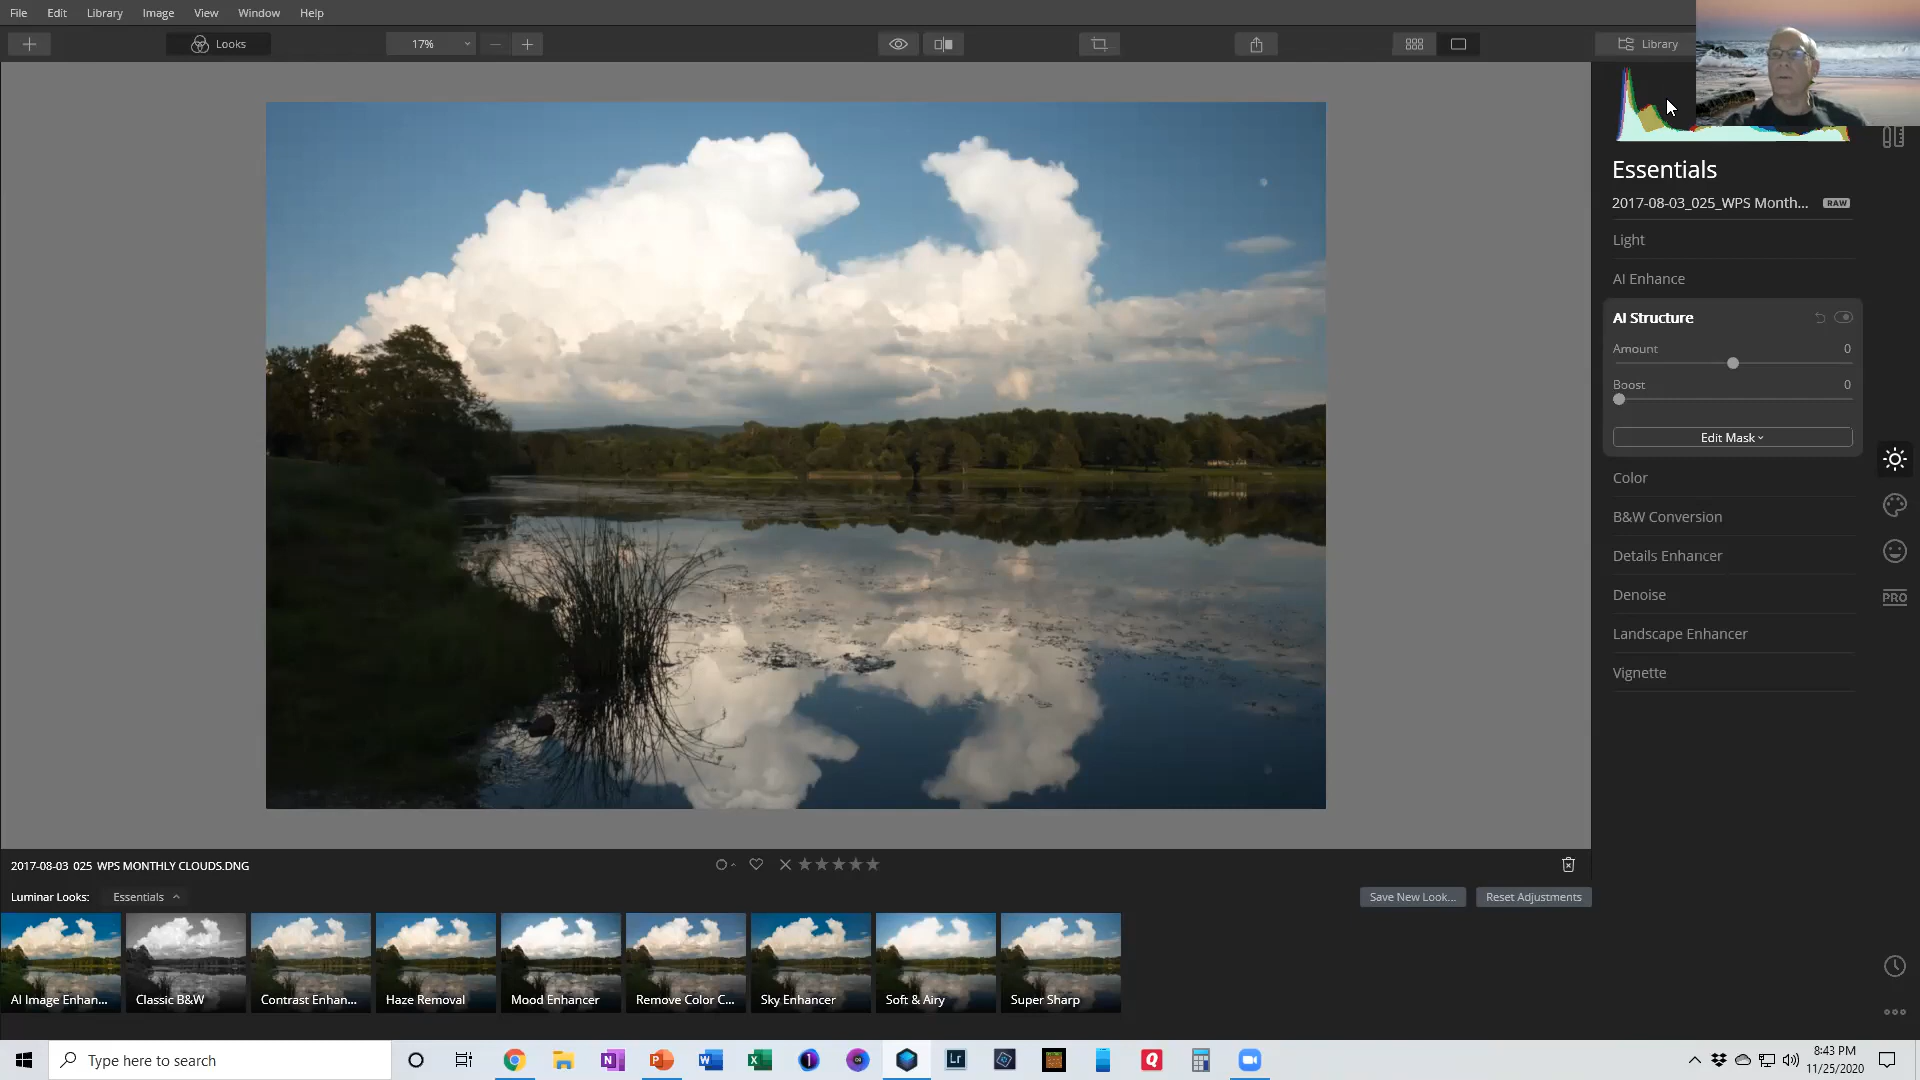 File Edit Library Image View Window Help
Looks 17% Library
Essentials
2017-08-03_025_WPS Month... RAW
Light
AI Enhance
AI Structure
Amount 0
Boost 0
Edit Mask
Color
B&W Conversion
Details Enhancer
Denoise
PRO
Landscape Enhancer
Vignette
2017-08-03 025 WPS MONTHLY CLOUDS.DNG
Luminar Looks: Essentials Save New Look... Reset Adjustments
AI Image Enhan... Classic B&W Contrast Enhan... Haze Removal Mood Enhancer Remove Color C... Sky Enhancer Soft & Airy Super Sharp
Type here to search
Lr
8:43 PM
11/25/2020